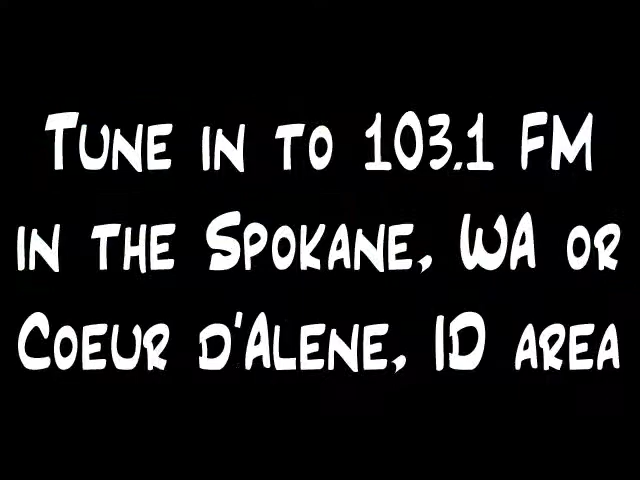 Tune in to 103.1 FM
in the Spokane, WA or
Coeur d'Alene, ID area